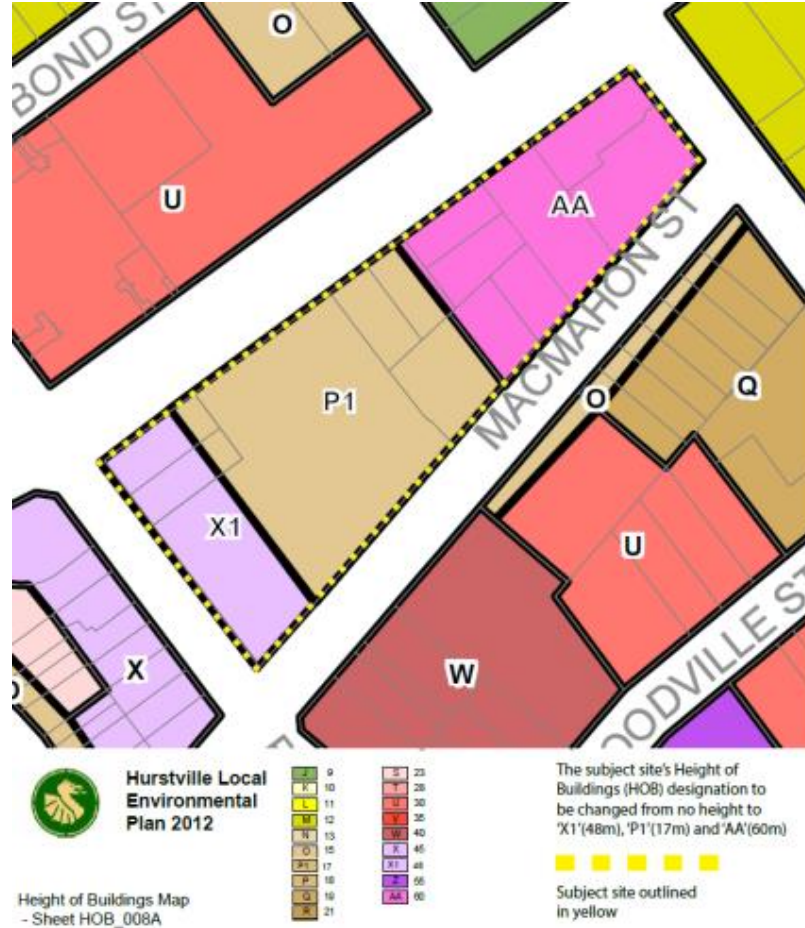 BOND ST
O
U
AA
MACMAHON ST
P1
O
Q
X1
U
X
W
OODVILLE ST
Hurstville Local
Environmental
Plan 2012
Height of Buildings Map
- Sheet HOB_008A
J 9
K 10
L 11
M 12
N 13
O 15
P1 17
P 18
Q 19
R 21
S 23
T 28
U 30
V 35
W 40
X 45
X1 48
Z 55
AA 60
The subject site's Height of
Buildings (HOB) designation to
be changed from no height to
'X1'(48m), 'P1'(17m) and 'AA'(60m)
Subject site outlined
in yellow